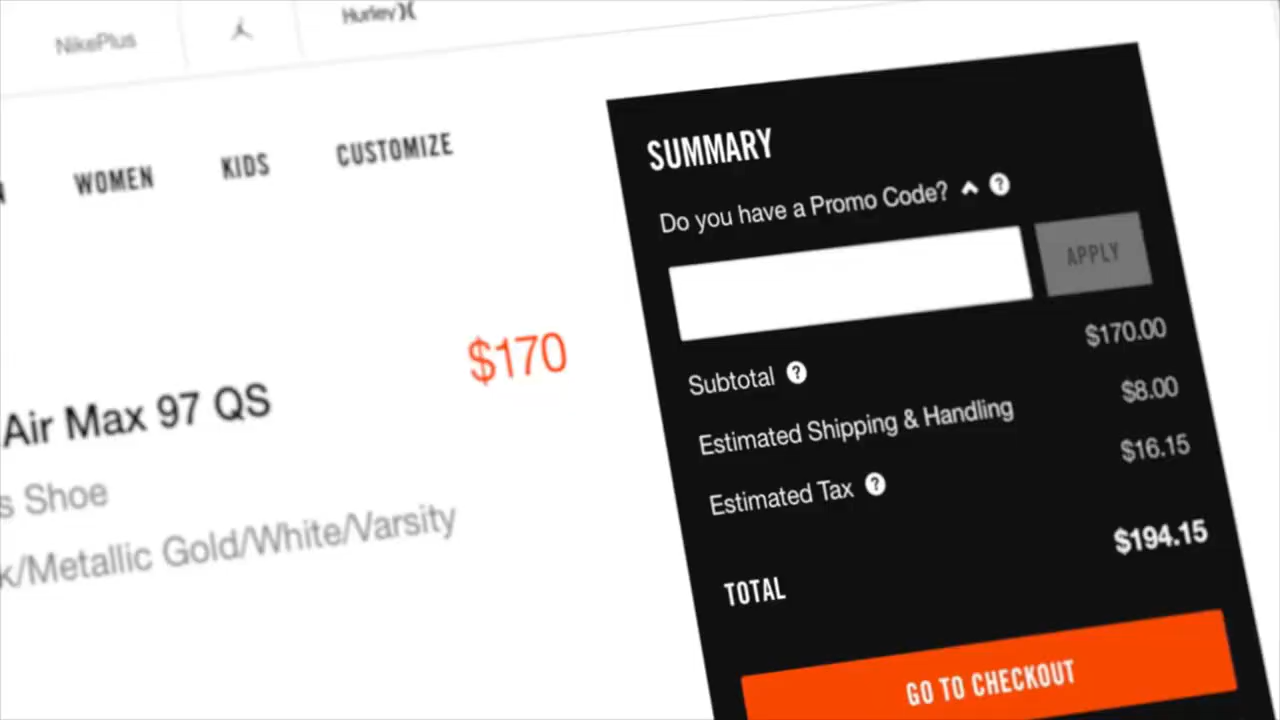 NikePlus
Hurley
WOMEN KIDS CUSTOMIZE
$170
Air Max 97 QS
s Shoe
k/Metallic Gold/White/Varsity
SUMMARY
Do you have a Promo Code? ?
APPLY
Subtotal ? $170.00
Estimated Shipping & Handling $8.00
Estimated Tax ? $16.15
TOTAL $194.15
GO TO CHECKOUT